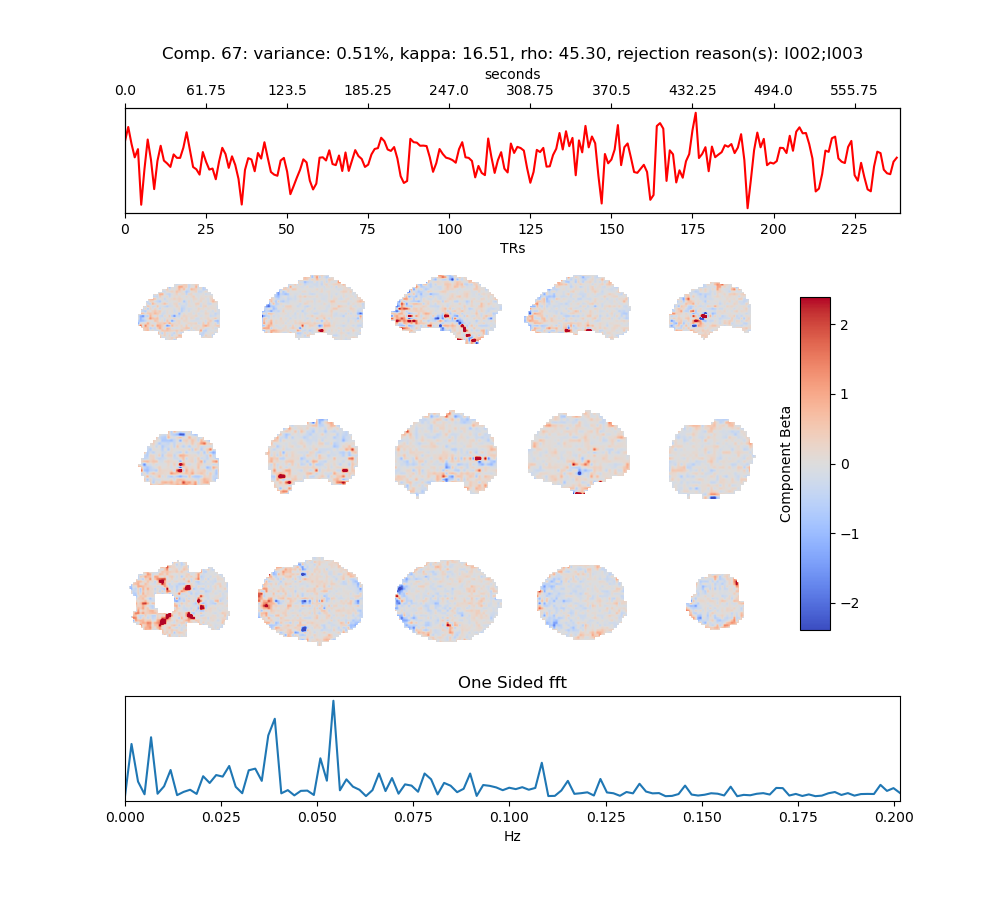 Comp. 67: variance: 0.51%, kappa: 16.51, rho: 45.30, rejection reason(s): I002;I003
seconds
0.0 61.75 123.5 185.25 247.0 308.75 370.5 432.25 494.0 555.75
0 25 50 75 100 125 150 175 200 225
TRs
2
1
0
−1
−2
Component Beta
One Sided fft
0.000 0.025 0.050 0.075 0.100 0.125 0.150 0.175 0.200
Hz